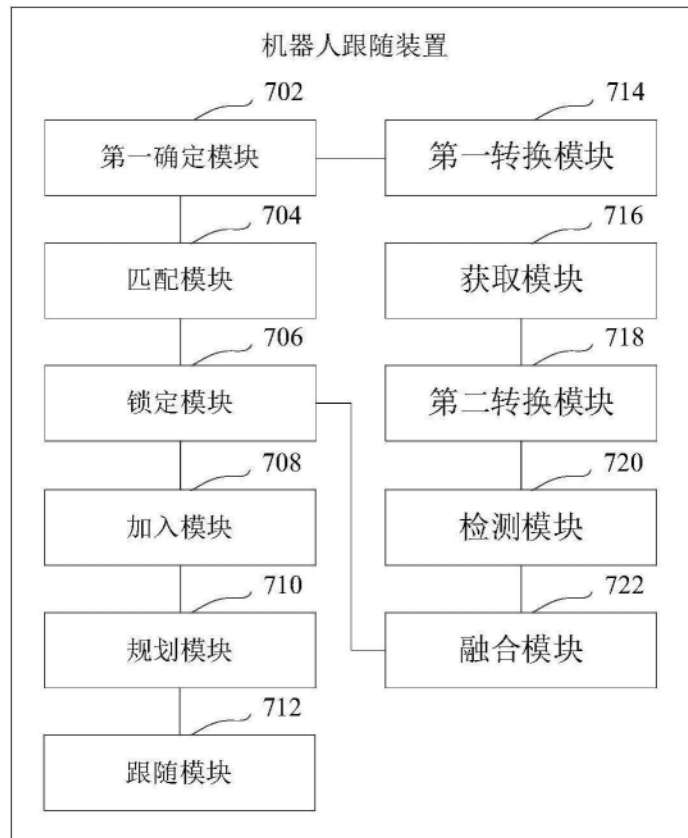 机器人跟随装置
702
714
第一确定模块
第一转换模块
704
716
匹配模块
获取模块
706
718
锁定模块
第二转换模块
708
720
加入模块
检测模块
710
722
规划模块
融合模块
712
跟随模块